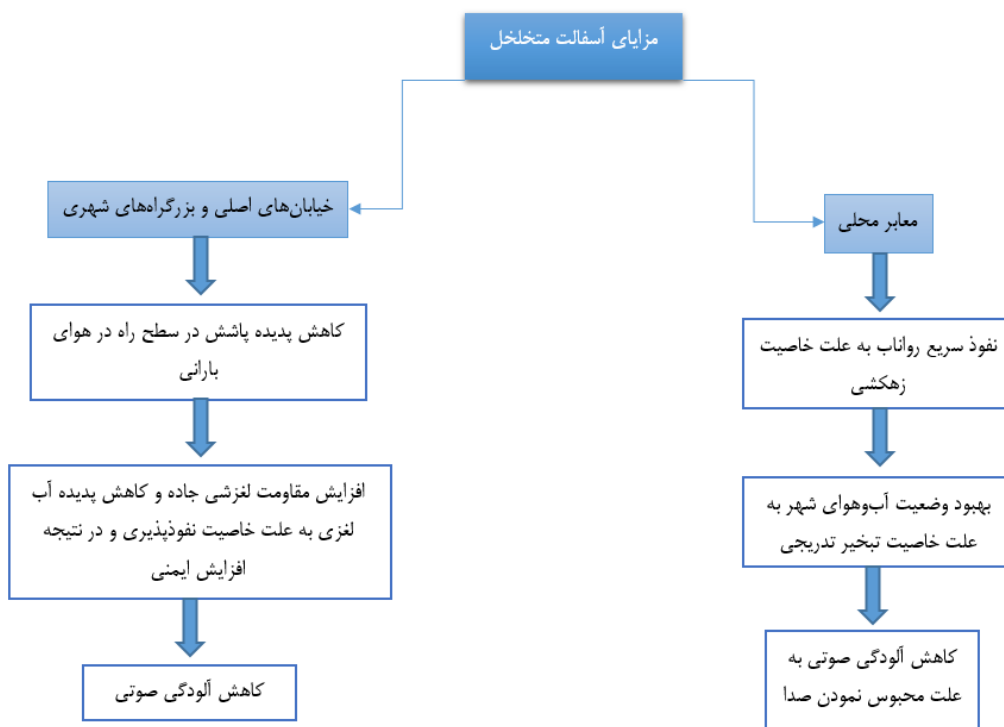 مزایای آسفالت متخلخل
معابر محلی
نفوذ سریع رواناب به علت خاصیت
زهکشی
بهبود وضعیت آب‌وهوای شهر به
علت خاصیت تبخیر تدریجی
کاهش آلودگی صوتی به
علت محبوس نمودن صدا
خیابان‌های اصلی و بزرگراه‌های شهری
کاهش پدیده پاشش در سطح راه در هوای
بارانی
افزایش مقاومت لغزشی جاده و کاهش پدیده آب
لغزی به علت خاصیت نفوذپذیری و در نتیجه
افزایش ایمنی
کاهش آلودگی صوتی